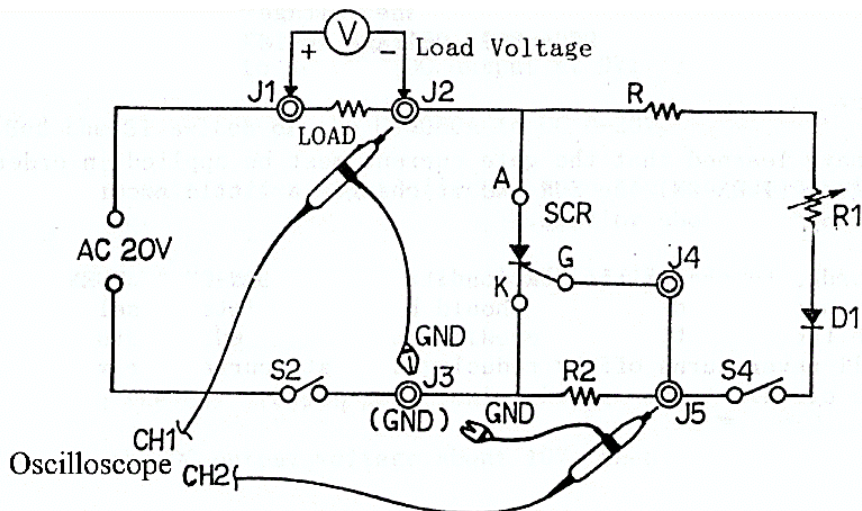 V
+ - Load Voltage
J1 J2 R
LOAD
A
SCR R1
AC 20V
G J4
K
D1
GND
S2 J3 R2 S4
(GND) GND J5
CH1
Oscilloscope
CH2